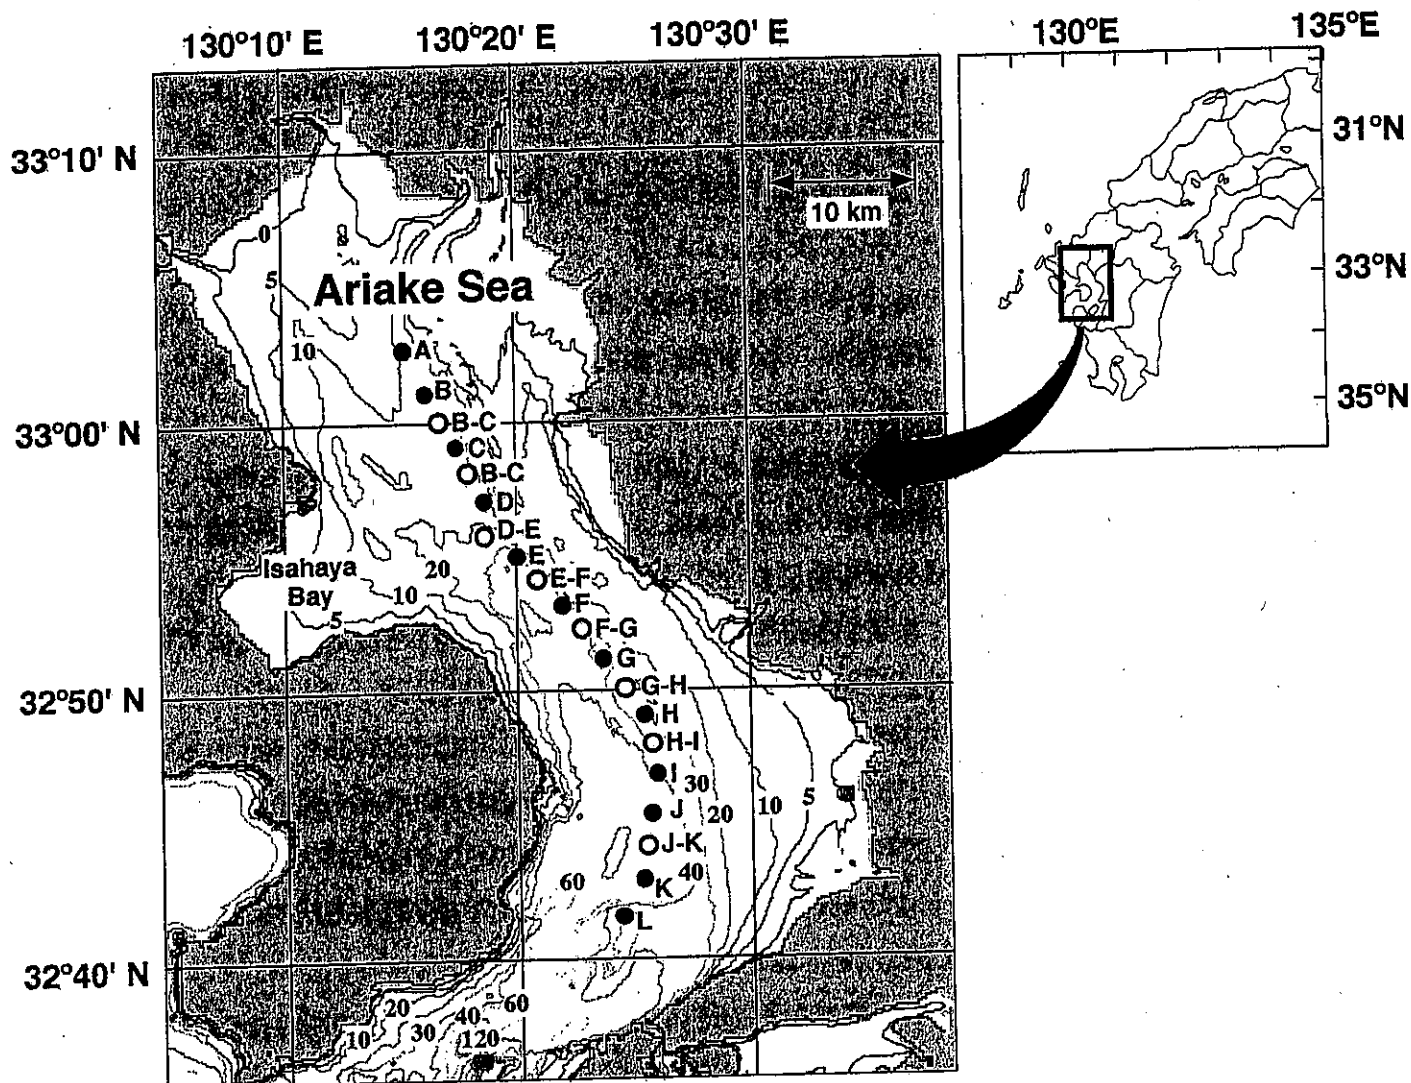 130°10' E
130°20' E
130°30' E
130°E
135°E
33°10' N
10 km
31°N
33°N
35°N
0
5
Ariake Sea
10
A
B
33°00' N
B-C
C
B-C
D
D-E
E
Isahaya
Bay
20
10
5
E-F
F
F-G
G
32°50' N
G-H
H
H-I
I
30
20
10
5
J
J-K
60
K
40
L
32°40' N
20
10
30
40
60
120